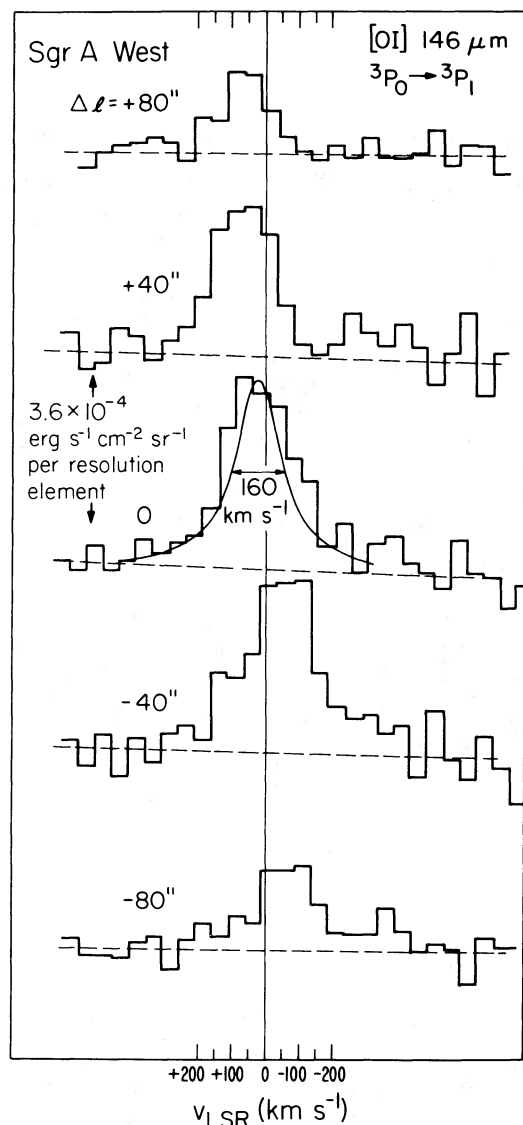 Sgr A West
[OI] 146 μm
³P₀→³P₁
Δℓ=+80"
+40"
3.6×10⁻⁴
erg s⁻¹ cm⁻² sr⁻¹
per resolution
element
0
160
km s⁻¹
-40"
-80"
+200 +100 0 -100 -200
vLSR (km s⁻¹)